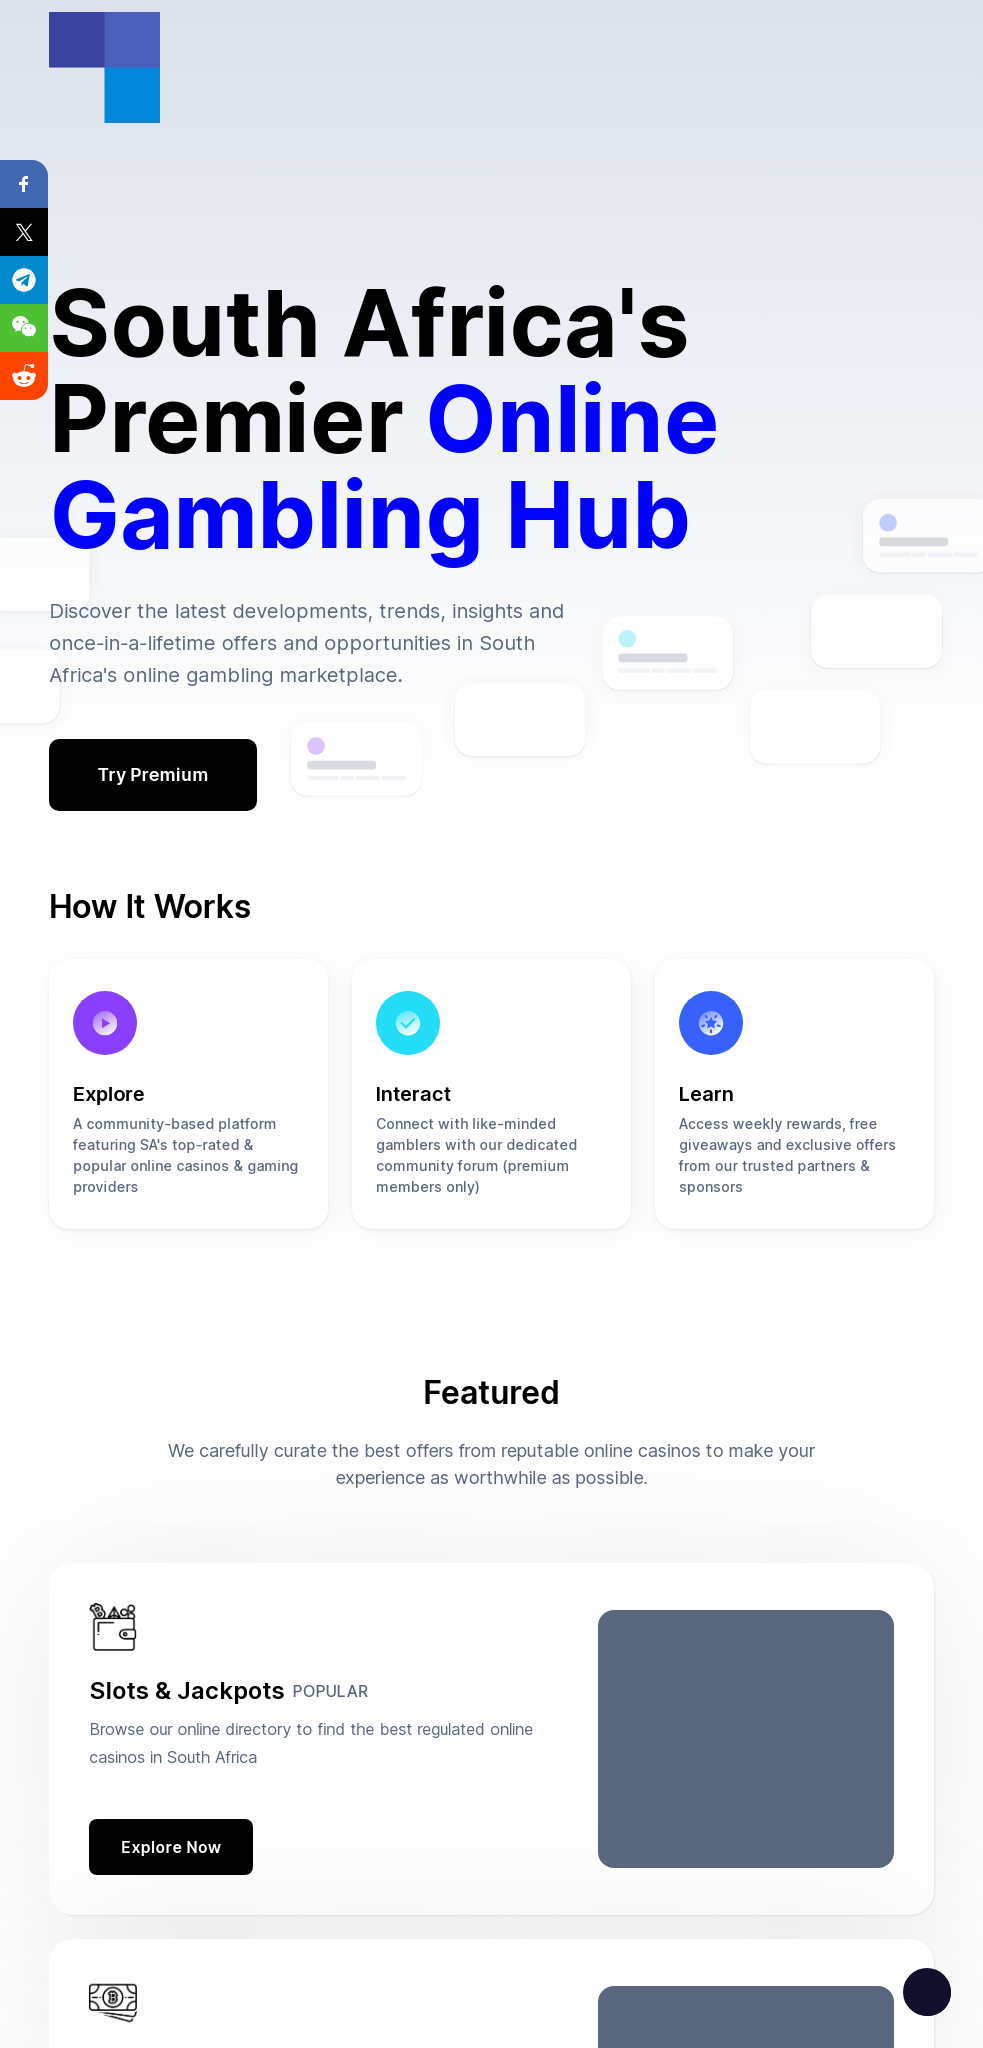 South Africa's
Premier Online
Gambling Hub
Discover the latest developments, trends, insights and
once-in-a-lifetime offers and opportunities in South
Africa's online gambling marketplace.
Try Premium
How It Works
Explore
A community-based platform
featuring SA's top-rated &
popular online casinos & gaming
providers
Interact
Connect with like-minded
gamblers with our dedicated
community forum (premium
members only)
Learn
Access weekly rewards, free
giveaways and exclusive offers
from our trusted partners &
sponsors
Featured
We carefully curate the best offers from reputable online casinos to make your
experience as worthwhile as possible.
Slots & Jackpots POPULAR
Browse our online directory to find the best regulated online
casinos in South Africa
Explore Now